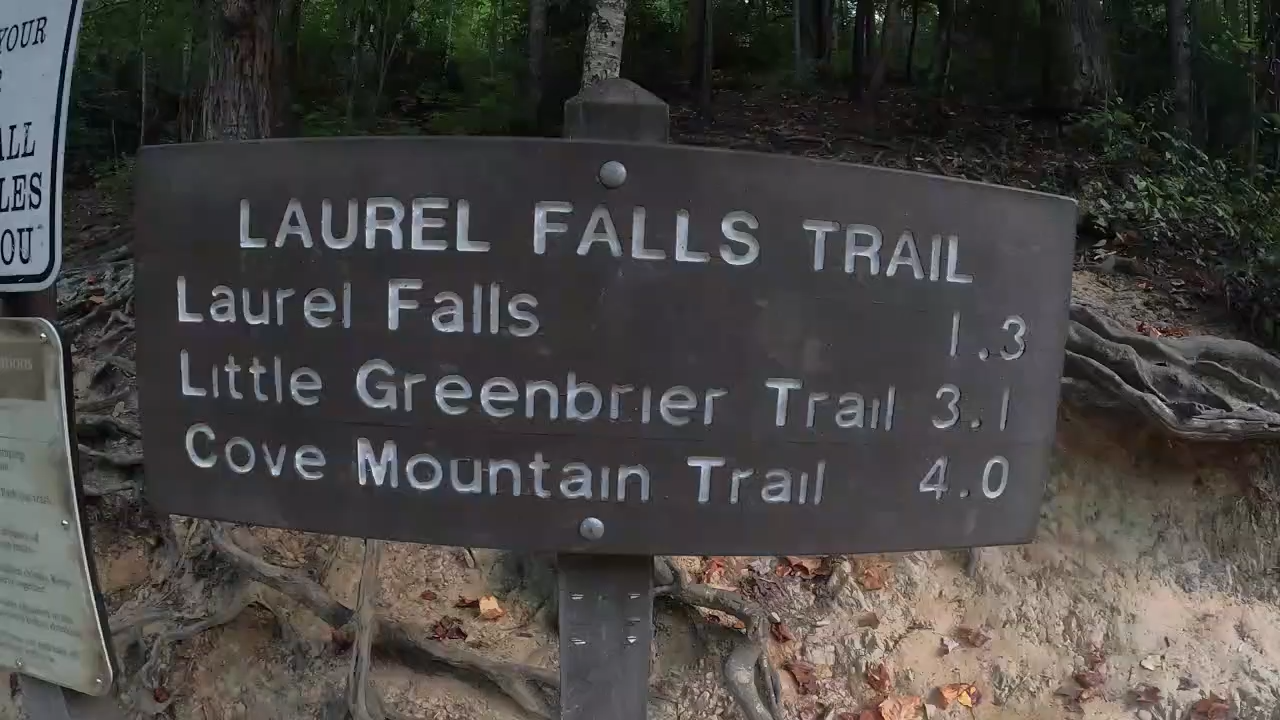 YOUR
ALL
LES
OU
LAUREL FALLS TRAIL
Laurel Falls 1.3
Little Greenbrier Trail 3.1
Cove Mountain Trail 4.0